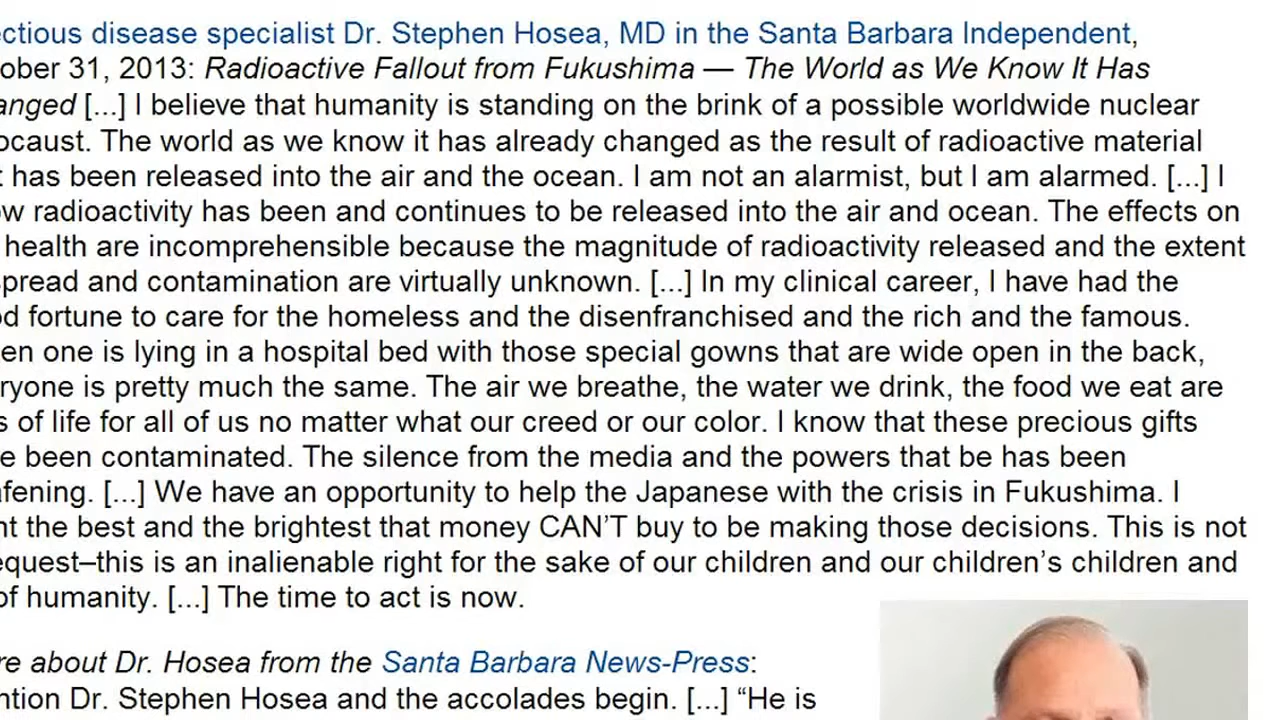 ectious disease specialist Dr. Stephen Hosea, MD in the Santa Barbara Independent,
ober 31, 2013: Radioactive Fallout from Fukushima — The World as We Know It Has
anged [...] I believe that humanity is standing on the brink of a possible worldwide nuclear
ocaust. The world as we know it has already changed as the result of radioactive material
t has been released into the air and the ocean. I am not an alarmist, but I am alarmed. [...] I
ow radioactivity has been and continues to be released into the air and ocean. The effects on
health are incomprehensible because the magnitude of radioactivity released and the extent
spread and contamination are virtually unknown. [...] In my clinical career, I have had the
od fortune to care for the homeless and the disenfranchised and the rich and the famous.
en one is lying in a hospital bed with those special gowns that are wide open in the back,
ryone is pretty much the same. The air we breathe, the water we drink, the food we eat are
s of life for all of us no matter what our creed or our color. I know that these precious gifts
e been contaminated. The silence from the media and the powers that be has been
afening. [...] We have an opportunity to help the Japanese with the crisis in Fukushima. I
nt the best and the brightest that money CAN’T buy to be making those decisions. This is not
equest–this is an inalienable right for the sake of our children and our children’s children and
of humanity. [...] The time to act is now.
re about Dr. Hosea from the Santa Barbara News-Press:
ntion Dr. Stephen Hosea and the accolades begin. [...] “He is